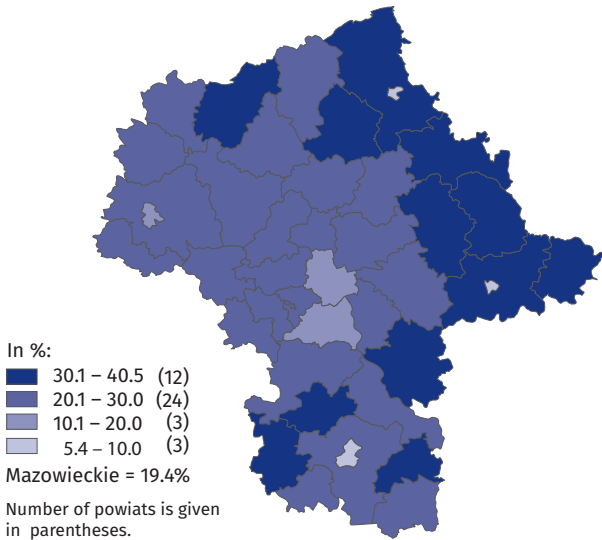 In %:
30.1 – 40.5 (12)
20.1 – 30.0 (24)
10.1 – 20.0 (3)
5.4 – 10.0 (3)
Mazowieckie = 19.4%
Number of powiats is given
in parentheses.